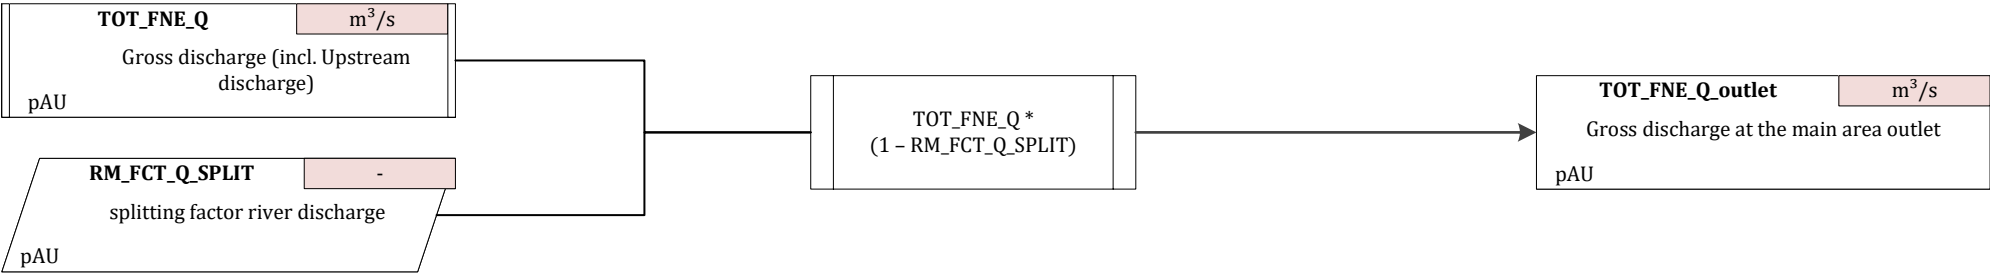 TOT_FNE_Q
m³/s
Gross discharge (incl. Upstream
discharge)
pAU
RM_FCT_Q_SPLIT
-
splitting factor river discharge
pAU
TOT_FNE_Q *
(1 – RM_FCT_Q_SPLIT)
TOT_FNE_Q_outlet
m³/s
Gross discharge at the main area outlet
pAU